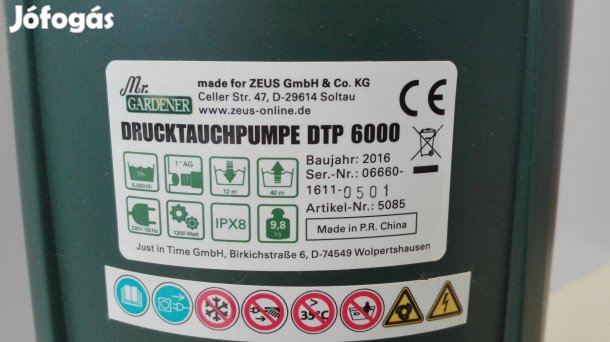 Jófogás
Mr. GARDENER
made for ZEUS GmbH & Co. KG
Celler Str. 47, D-29614 Soltau
www.zeus-online.de
CE
DRUCKTAUCHPUMPE DTP 6000
l/h
6.000 l/h
1" AG
12 m
40 m
230V/50Hz
1200 Watt
IPX8
9,8 kg
Baujahr: 2016
Ser.-Nr.: 06660-
1611-0501
Artikel-Nr.: 5085
Made in P.R. China
Just in Time GmbH, Birkichstraße 6, D-74549 Wolpertshausen
> 35°C